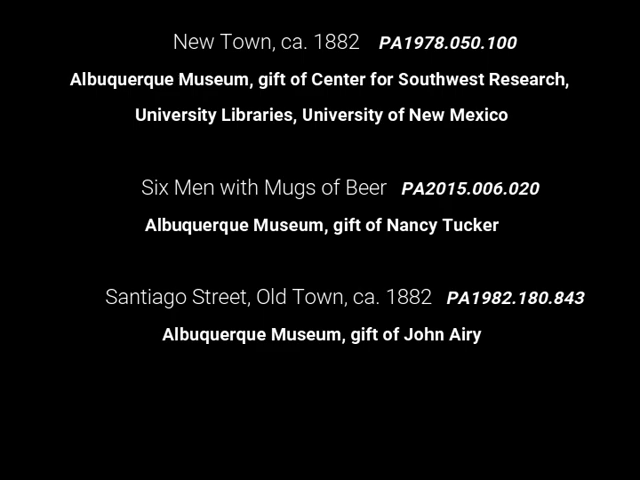 New Town, ca. 1882 PA1978.050.100
Albuquerque Museum, gift of Center for Southwest Research,
University Libraries, University of New Mexico
Six Men with Mugs of Beer PA2015.006.020
Albuquerque Museum, gift of Nancy Tucker
Santiago Street, Old Town, ca. 1882 PA1982.180.843
Albuquerque Museum, gift of John Airy